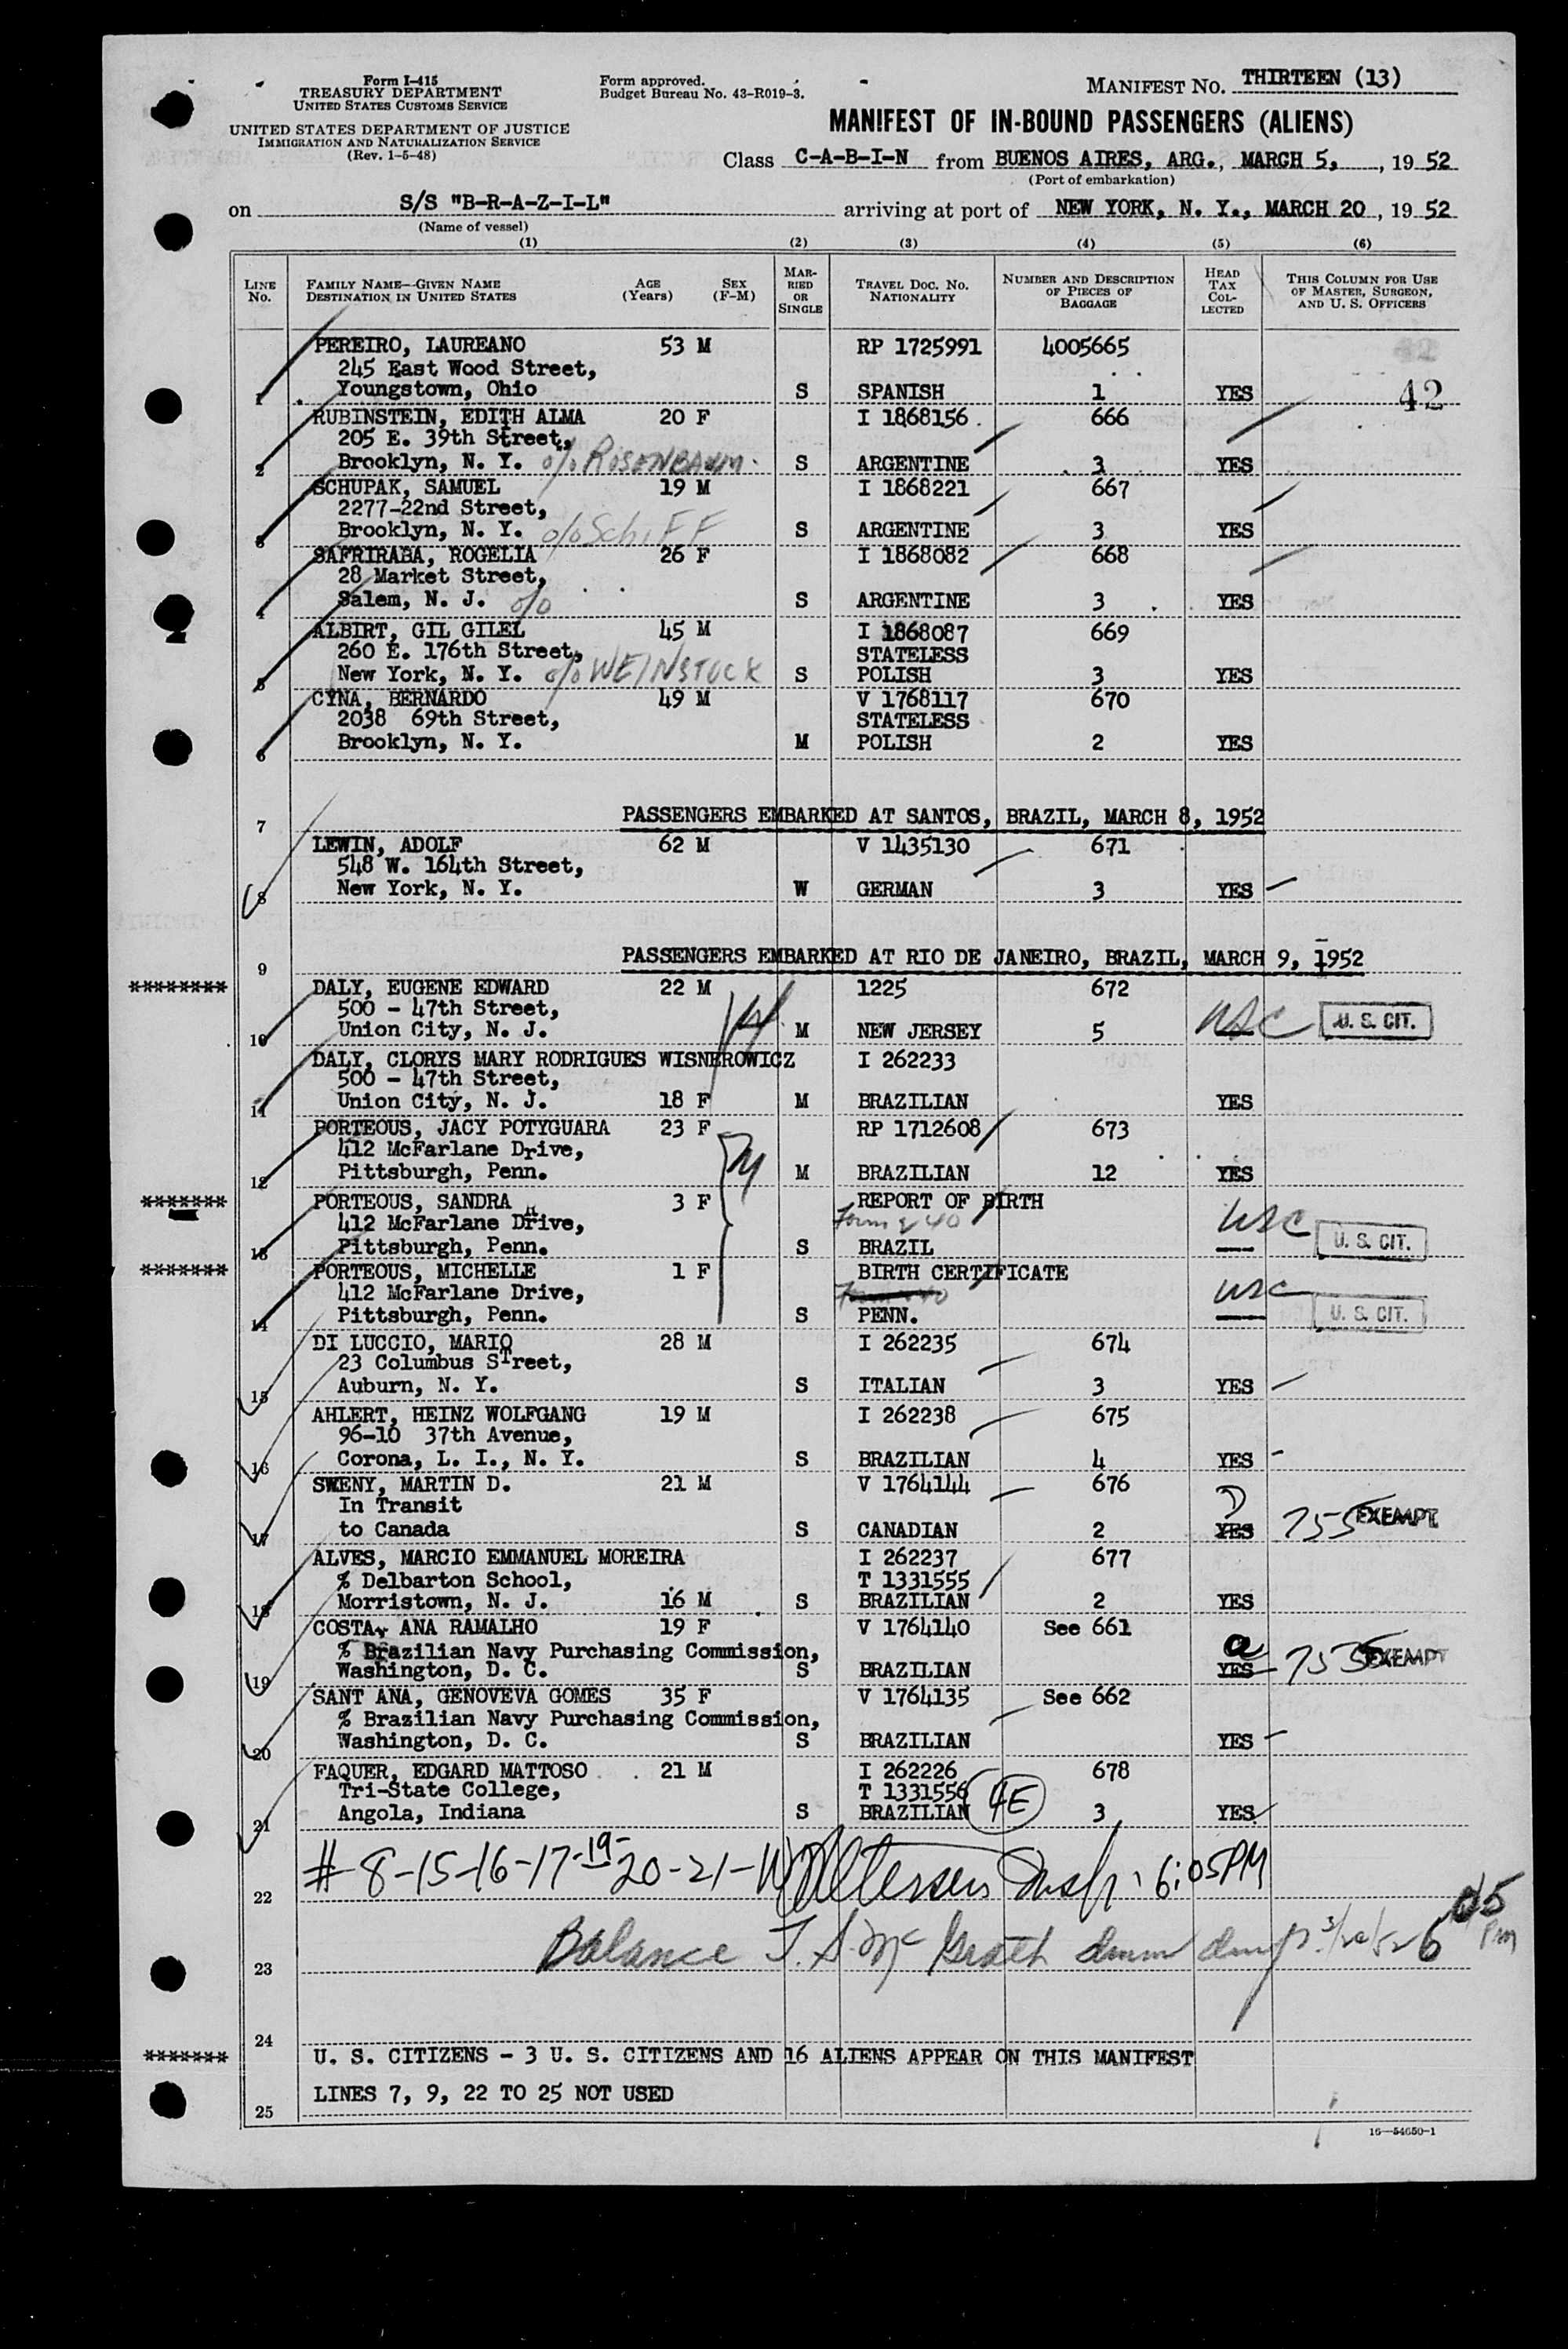 Form I-415
TREASURY DEPARTMENT
UNITED STATES CUSTOMS SERVICE
UNITED STATES DEPARTMENT OF JUSTICE
IMMIGRATION AND NATURALIZATION SERVICE
(Rev. 1-5-48)
Form approved.
Budget Bureau No. 43-R019-3.
MANIFEST NO. THIRTEEN (13)
MANIFEST OF IN-BOUND PASSENGERS (ALIENS)
Class C-A-B-I-N from BUENOS AIRES, ARG., MARCH 5, , 19 52
(Port of embarkation)
on S/S "B-R-A-Z-I-L" arriving at port of NEW YORK, N. Y., MARCH 20 , 19 52
(Name of vessel)
(1) (2) (3) (4) (5) (6)
LINE No. FAMILY NAME—GIVEN NAME DESTINATION IN UNITED STATES AGE (Years) SEX (F-M) MARRIED OR SINGLE TRAVEL DOC. NO. NATIONALITY NUMBER AND DESCRIPTION OF PIECES OF BAGGAGE HEAD TAX COLLECTED THIS COLUMN FOR USE OF MASTER, SURGEON, AND U. S. OFFICERS
PEREIRO, LAUREANO 53 M RP 1725991 4005665
245 East Wood Street,
1 Youngstown, Ohio S SPANISH 1 YES 42
RUBINSTEIN, EDITH ALMA 20 F I 1868156 666
205 E. 39th Street,
2 Brooklyn, N. Y. c/o ROSENBAUM S ARGENTINE 3 YES
SCHUPAK, SAMUEL 19 M I 1868221 667
2277-22nd Street,
3 Brooklyn, N. Y. c/o SchiFF S ARGENTINE 3 YES
SAFRIRABA, ROGELIA 26 F I 1868082 668
28 Market Street,
4 Salem, N. J. c/o S ARGENTINE 3 YES
ALBIRT, GIL GILEL 45 M I 1868087 669
260 E. 176th Street, STATELESS
5 New York, N. Y. c/o WEINSTOCK S POLISH 3 YES
CYNA, BERNARDO 49 M V 1768117 670
2038 69th Street, STATELESS
6 Brooklyn, N. Y. M POLISH 2 YES
7 PASSENGERS EMBARKED AT SANTOS, BRAZIL, MARCH 8, 1952
LEWIN, ADOLF 62 M V 1435130 671
548 W. 164th Street,
8 New York, N. Y. W GERMAN 3 YES
9 PASSENGERS EMBARKED AT RIO DE JANEIRO, BRAZIL, MARCH 9, 1952
******** DALY, EUGENE EDWARD 22 M 1225 672
500 - 47th Street,
10 Union City, N. J. M NEW JERSEY 5 USC U. S. CIT.
DALY, CLORYS MARY RODRIGUES WISNEROWICZ I 262233
500 - 47th Street,
11 Union City, N. J. 18 F M BRAZILIAN YES
PORTEOUS, JACY POTYGUARA 23 F RP 1712608 673
412 McFarlane Drive,
12 Pittsburgh, Penn. M BRAZILIAN 12 YES
******* PORTEOUS, SANDRA 3 F REPORT OF BIRTH
412 McFarlane Drive, Form 240 USC
13 Pittsburgh, Penn. S BRAZIL U. S. CIT.
******* PORTEOUS, MICHELLE 1 F BIRTH CERTIFICATE
412 McFarlane Drive, USC
14 Pittsburgh, Penn. S PENN. U. S. CIT.
DI LUCCIO, MARIO 28 M I 262235 674
23 Columbus STreet,
15 Auburn, N. Y. S ITALIAN 3 YES
AHLERT, HEINZ WOLFGANG 19 M I 262238 675
96-10 37th Avenue,
16 Corona, L. I., N. Y. S BRAZILIAN 4 YES
SWENY, MARTIN D. 21 M V 1764144 676
In Transit
17 to Canada S CANADIAN 2 YES 755 EXEMPT
ALVES, MARCIO EMMANUEL MOREIRA I 262237 677
% Delbarton School, T 1331555
18 Morristown, N. J. 16 M S BRAZILIAN 2 YES
COSTA, ANA RAMALHO 19 F V 1764140 See 661
% Brazilian Navy Purchasing Commission,
19 Washington, D. C. S BRAZILIAN YES 755 EXEMPT
SANT ANA, GENOVEVA GOMES 35 F V 1764135 See 662
% Brazilian Navy Purchasing Commission,
20 Washington, D. C. S BRAZILIAN YES
FAQUER, EDGARD MATTOSO 21 M I 262226 678
Tri-State College, T 1331556
21 Angola, Indiana S BRAZILIAN 4E 3 YES
22 #-8-15-16-17-19-20-21- 6:05PM
23 Balance McGrath 3/20/52 6 05 Pm
24
******* U. S. CITIZENS - 3 U. S. CITIZENS AND 16 ALIENS APPEAR ON THIS MANIFEST
25 LINES 7, 9, 22 TO 25 NOT USED
16—54650-1